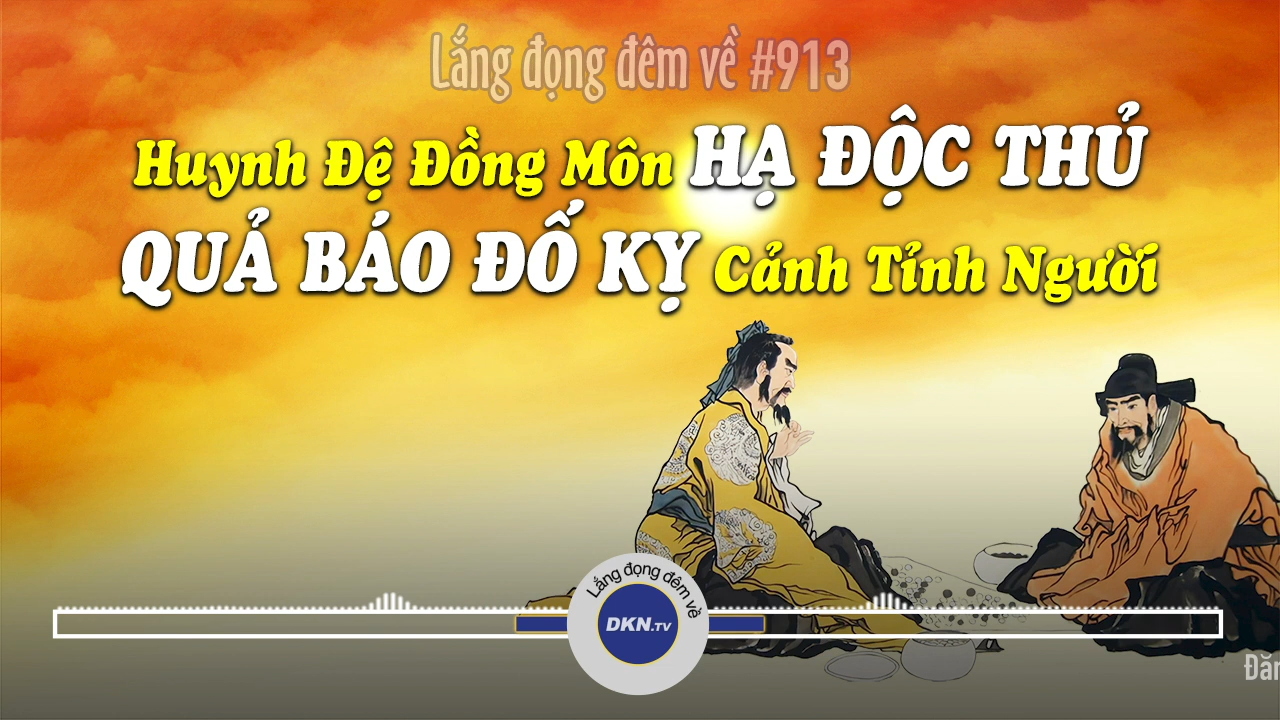 Lắng đọng đêm về #913
Huynh Đệ Đồng Môn HẠ ĐỘC THỦ
QUẢ BÁO ĐỐ KỴ Cảnh Tỉnh Người
Lắng đọng đêm về
DKN.TV